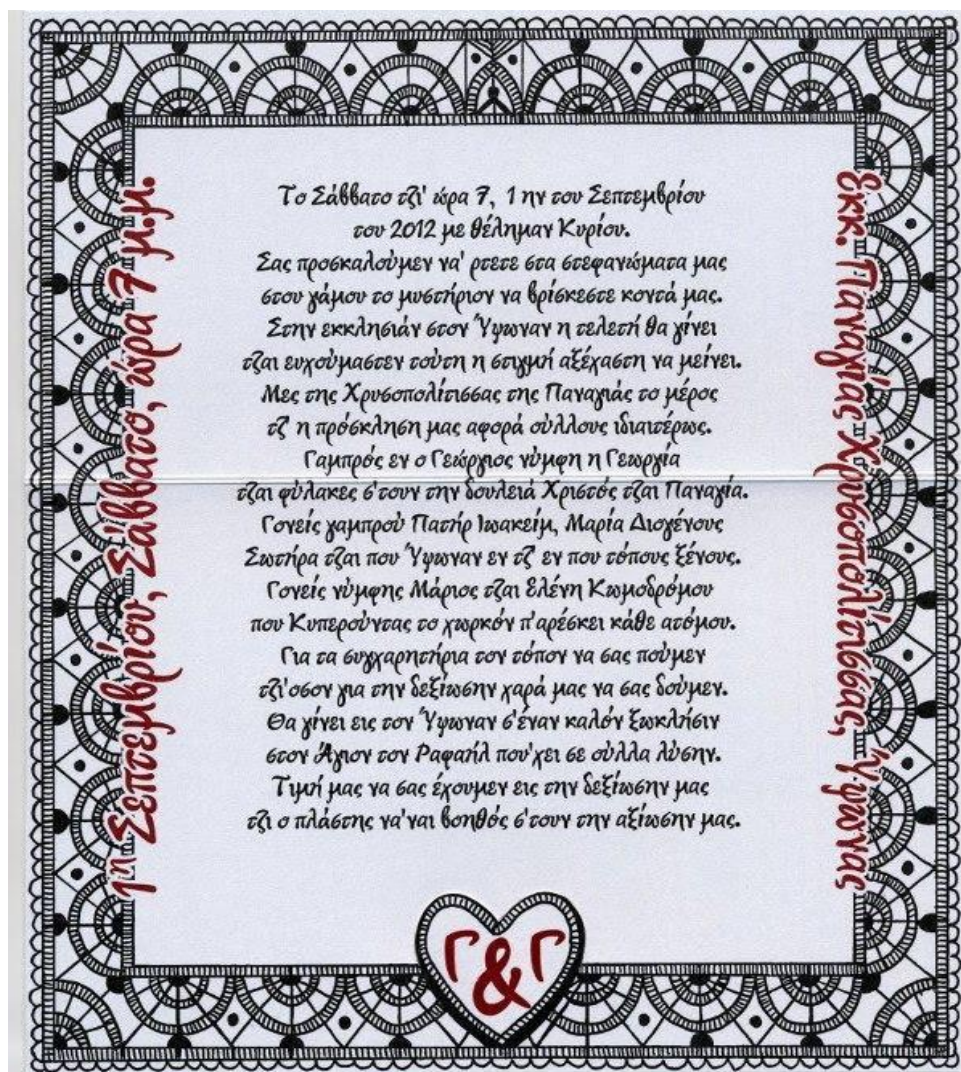 1η Σεπτεμβρίου, Σάββατο, ώρα 7 μ.μ.
Το Σάββατο τζι' ώρα 7, 1 ην του Σεπτεμβρίου
του 2012 με θέλημαν Κυρίου.
Σας προσκαλούμεν να' ρτετε στα στεφανώματα μας
στου γάμου το μυστήριον να βρίσκεστε κοντά μας.
Στην εκκλησιάν στον Ύψωναν η τελετή θα γίνει
τζαι ευχούμαστεν τούτη η στιγμή αξέχαστη να μείνει.
Μες της Χρυσοπολίτισσας της Παναγιάς το μέρος
τζ' η πρόσκληση μας αφορά ούλλους ιδιαιτέρως.
Γαμπρός εν ο Γεώργιος νύμφη η Γεωργία
τζαι φύλακες σ'τουν την δουλειά Χριστός τζαι Παναγία.
Γονείς γαμπρού Πατήρ Ιωακείμ, Μαρία Διογένους
Σωτήρα τζαι που Ύψωναν εν τζ' εν που τόπους ξένους.
Γονείς νύμφης Μάριος τζαι Ελένη Κωμοδρόμου
που Κυπερούντας το χωρκόν π'αρέσκει κάθε ατόμου.
Για τα συγχαρητήρια τον τόπον να σας πούμεν
τζι'οσον για την δεξίωσην χαρά μας να σας δούμεν.
Θα γίνει εις τον Ύψωναν σ'έναν καλόν ξωκλήσιν
στον Άγιον τον Ραφαήλ που'χει σε ούλλα λύσην.
Τιμή μας να σας έχουμεν εις την δεξίωσην μας
τζι ο πλάστης να'ναι βοηθός σ'τουν την αξίωσην μας.
Εκκ. Παναγίας Χρυσοπολίτισσας, Ύψωνας
Γ&Γ